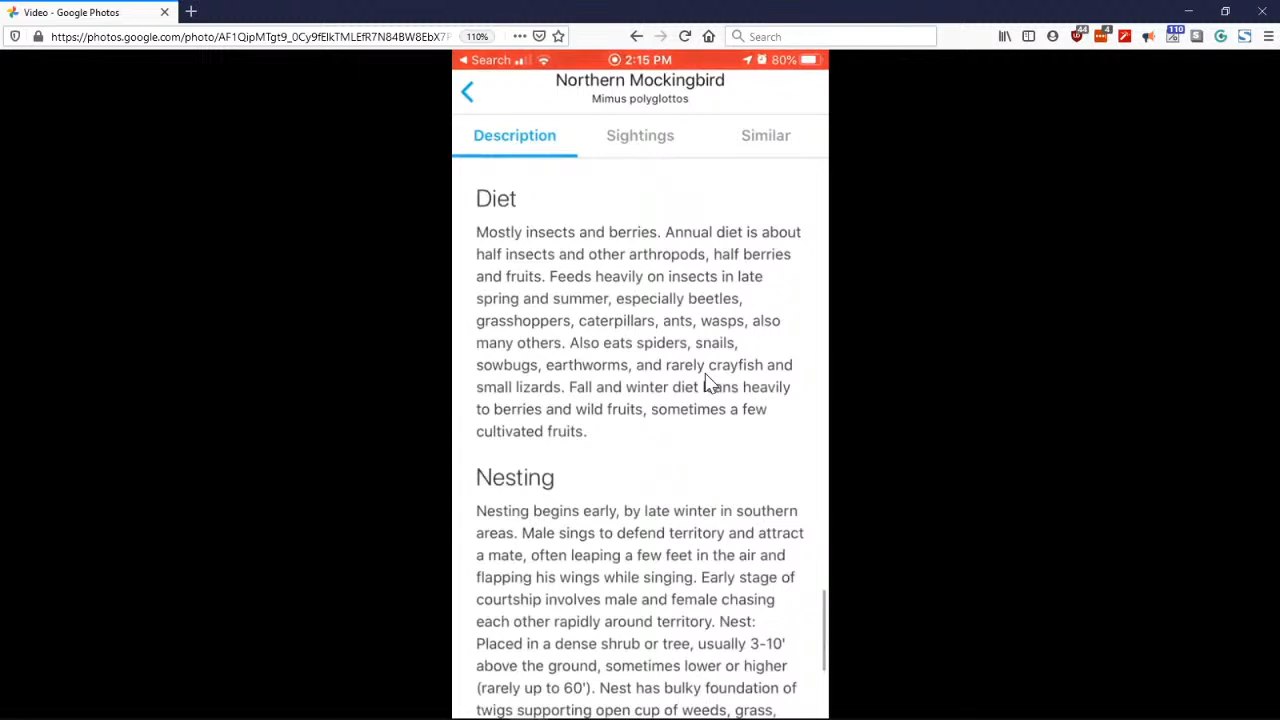 Video - Google Photos
https://photos.google.com/photo/AF1QipMTgt9_0Cy9fElkTMLEfR7N84BW8EbX7P
110%
Search
44
4
110
Search
2:15 PM
80%
Northern Mockingbird
Mimus polyglottos
Description
Sightings
Similar
Diet
Mostly insects and berries. Annual diet is about
half insects and other arthropods, half berries
and fruits. Feeds heavily on insects in late
spring and summer, especially beetles,
grasshoppers, caterpillars, ants, wasps, also
many others. Also eats spiders, snails,
sowbugs, earthworms, and rarely crayfish and
small lizards. Fall and winter diet leans heavily
to berries and wild fruits, sometimes a few
cultivated fruits.
Nesting
Nesting begins early, by late winter in southern
areas. Male sings to defend territory and attract
a mate, often leaping a few feet in the air and
flapping his wings while singing. Early stage of
courtship involves male and female chasing
each other rapidly around territory. Nest:
Placed in a dense shrub or tree, usually 3-10'
above the ground, sometimes lower or higher
(rarely up to 60'). Nest has bulky foundation of
twigs supporting open cup of weeds, grass,